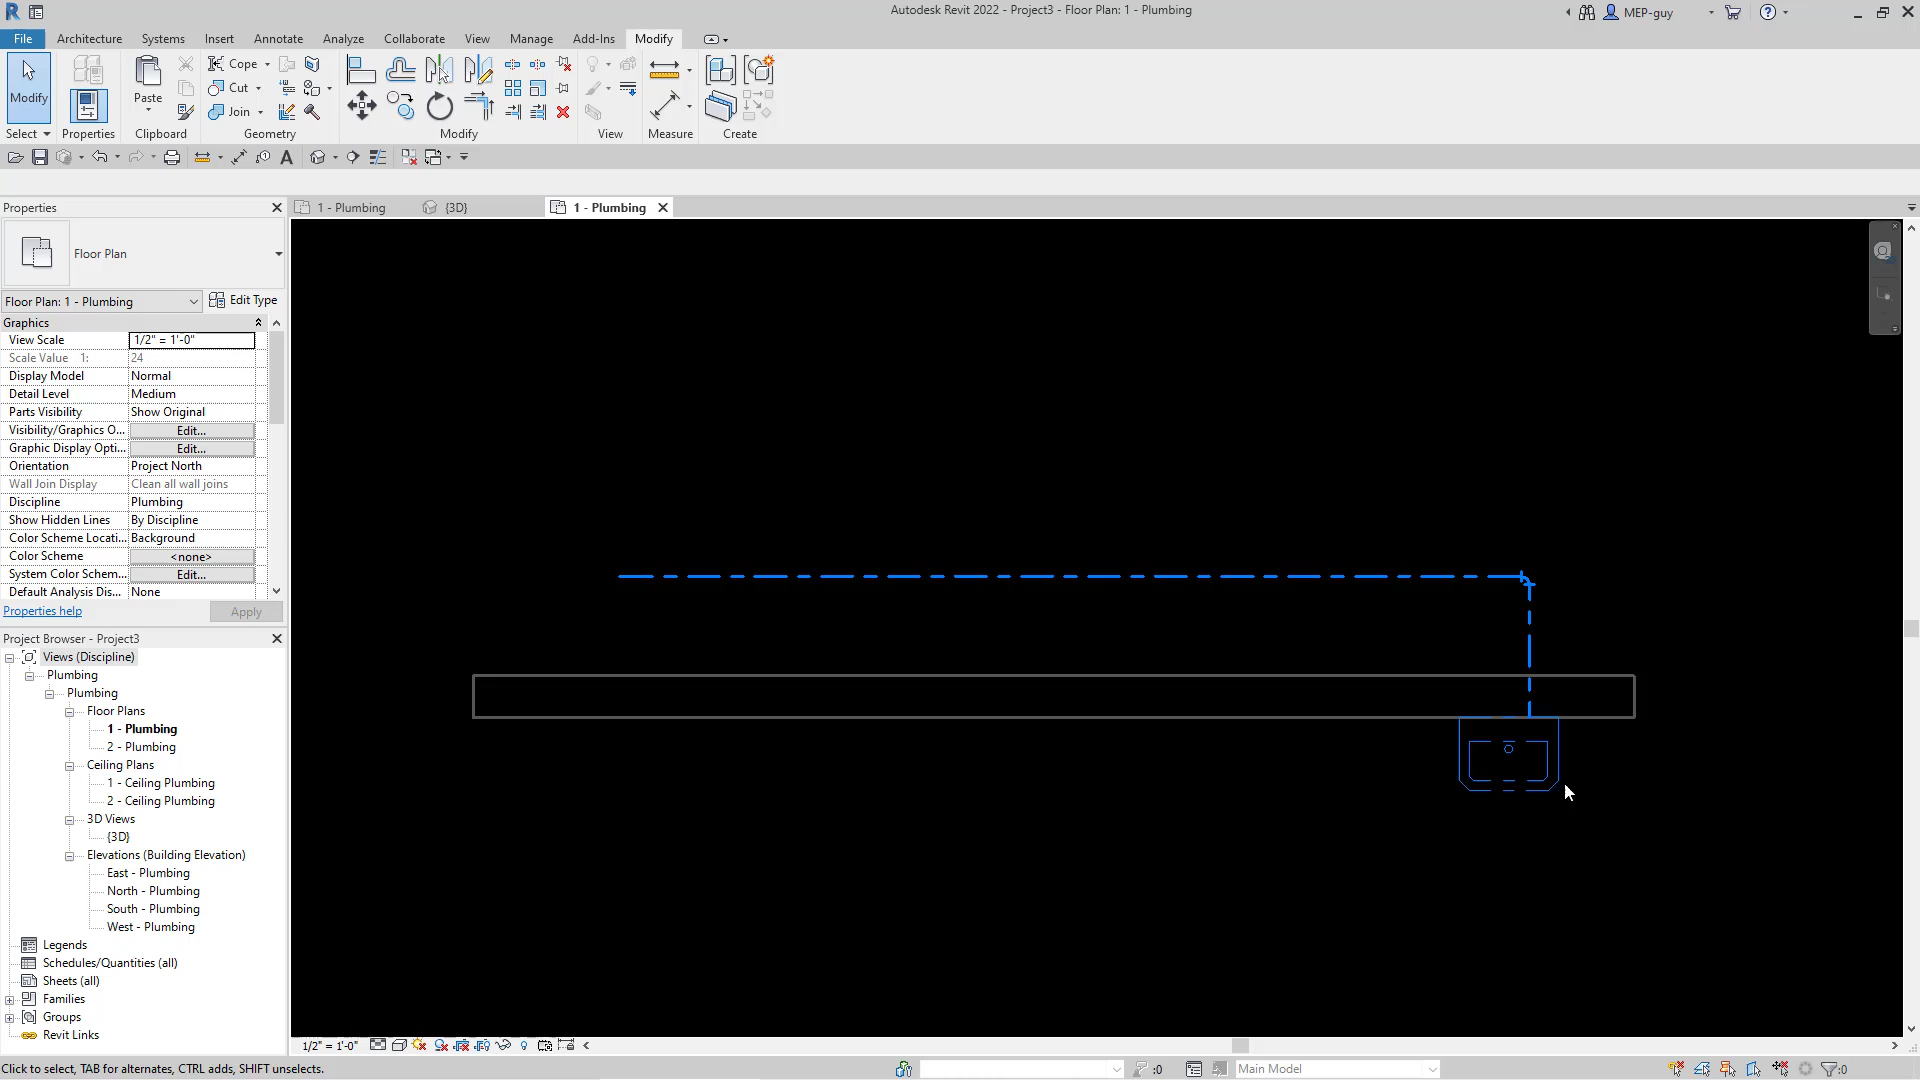 Autodesk Revit 2022 - Project3 - Floor Plan: 1 - Plumbing
MEP-guy
File Architecture Systems Insert Annotate Analyze Collaborate View Manage Add-Ins Modify
Modify
Paste
Cope
Cut
Join
Select Properties Clipboard Geometry Modify View Measure Create
Properties
1 - Plumbing {3D} 1 - Plumbing
Floor Plan
Floor Plan: 1 - Plumbing Edit Type
Graphics
View Scale 1/2" = 1'-0"
Scale Value 1: 24
Display Model Normal
Detail Level Medium
Parts Visibility Show Original
Visibility/Graphics O... Edit...
Graphic Display Opti... Edit...
Orientation Project North
Wall Join Display Clean all wall joins
Discipline Plumbing
Show Hidden Lines By Discipline
Color Scheme Locati... Background
Color Scheme <none>
System Color Schem... Edit...
Default Analysis Dis... None
Properties help Apply
Project Browser - Project3
Views (Discipline)
Plumbing
Plumbing
Floor Plans
1 - Plumbing
2 - Plumbing
Ceiling Plans
1 - Ceiling Plumbing
2 - Ceiling Plumbing
3D Views
{3D}
Elevations (Building Elevation)
East - Plumbing
North - Plumbing
South - Plumbing
West - Plumbing
Legends
Schedules/Quantities (all)
Sheets (all)
Families
Groups
Revit Links
1/2" = 1'-0"
Click to select, TAB for alternates, CTRL adds, SHIFT unselects.
:0
Main Model
:0